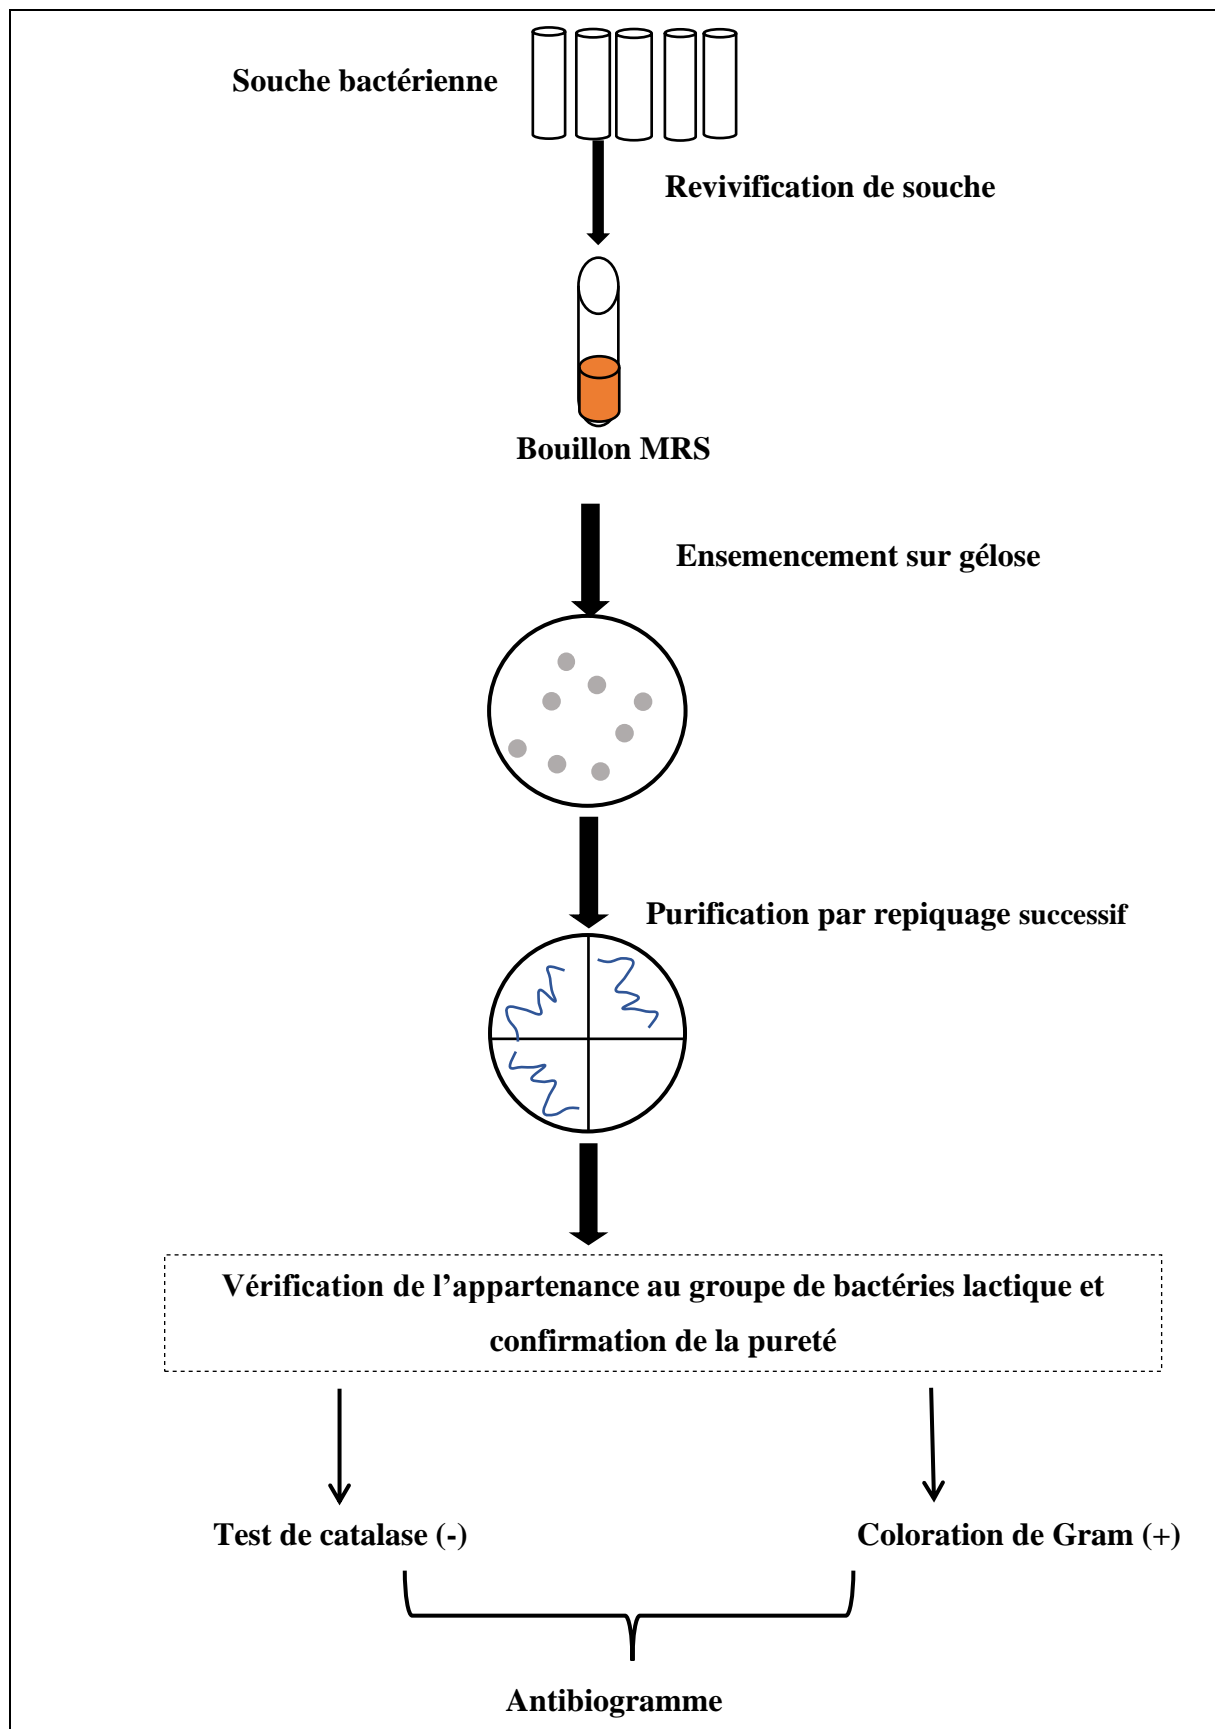 Souche bactérienne
Revivification de souche
Bouillon MRS
Ensemencement sur gélose
Purification par repiquage successif
Vérification de l’appartenance au groupe de bactéries lactique et
confirmation de la pureté
Test de catalase (-)
Coloration de Gram (+)
Antibiogramme